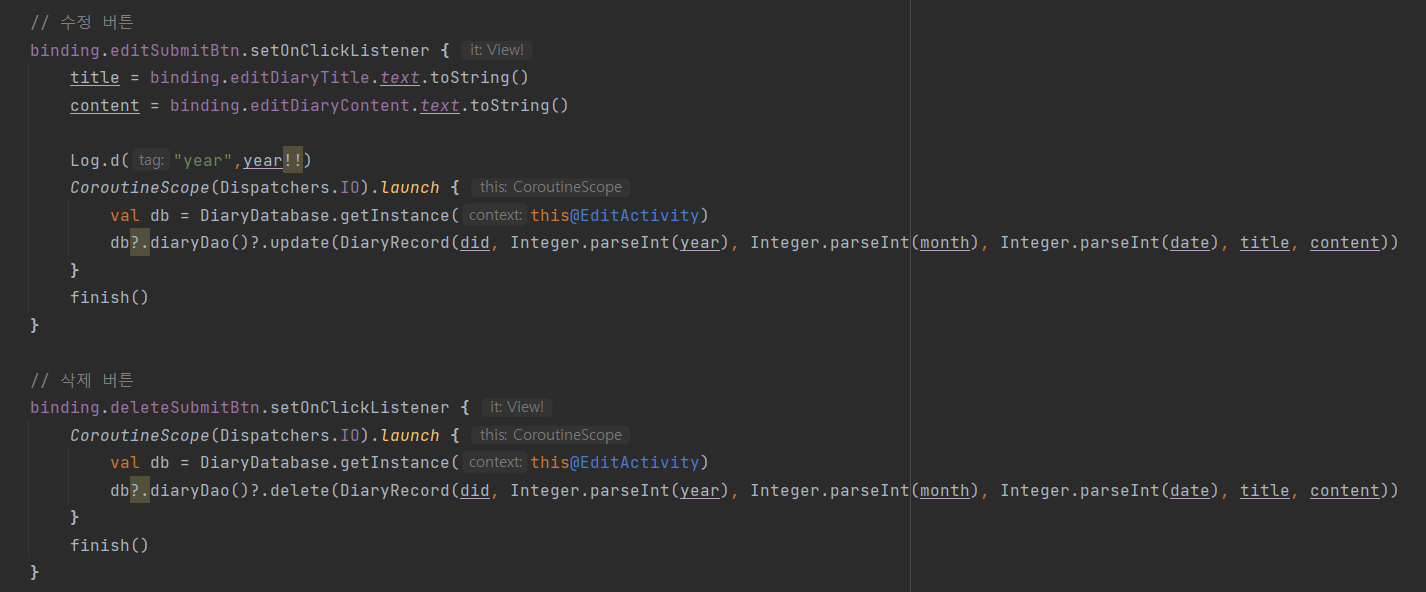 // 수정 버튼
binding.editSubmitBtn.setOnClickListener { it: View!
title = binding.editDiaryTitle.text.toString()
content = binding.editDiaryContent.text.toString()
Log.d( tag: "year",year!!)
CoroutineScope(Dispatchers.IO).launch { this: CoroutineScope
val db = DiaryDatabase.getInstance( context: this@EditActivity)
db?.diaryDao()?.update(DiaryRecord(did, Integer.parseInt(year), Integer.parseInt(month), Integer.parseInt(date), title, content))
}
finish()
}
// 삭제 버튼
binding.deleteSubmitBtn.setOnClickListener { it: View!
CoroutineScope(Dispatchers.IO).launch { this: CoroutineScope
val db = DiaryDatabase.getInstance( context: this@EditActivity)
db?.diaryDao()?.delete(DiaryRecord(did, Integer.parseInt(year), Integer.parseInt(month), Integer.parseInt(date), title, content))
}
finish()
}